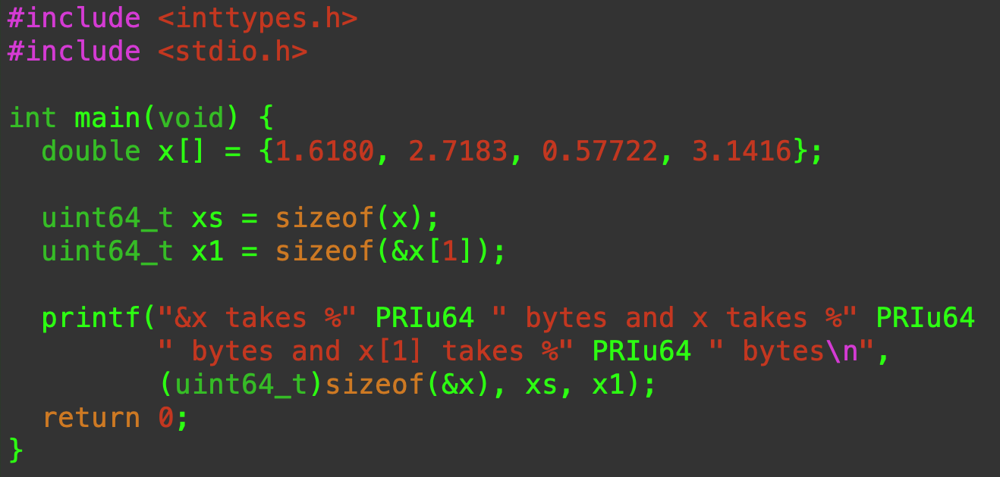 #include <inttypes.h>
#include <stdio.h>

int main(void) {
  double x[] = {1.6180, 2.7183, 0.57722, 3.1416};

  uint64_t xs = sizeof(x);
  uint64_t x1 = sizeof(&x[1]);

  printf("&x takes %" PRIu64 " bytes and x takes %" PRIu64
         " bytes and x[1] takes %" PRIu64 " bytes\n",
         (uint64_t)sizeof(&x), xs, x1);
  return 0;
}